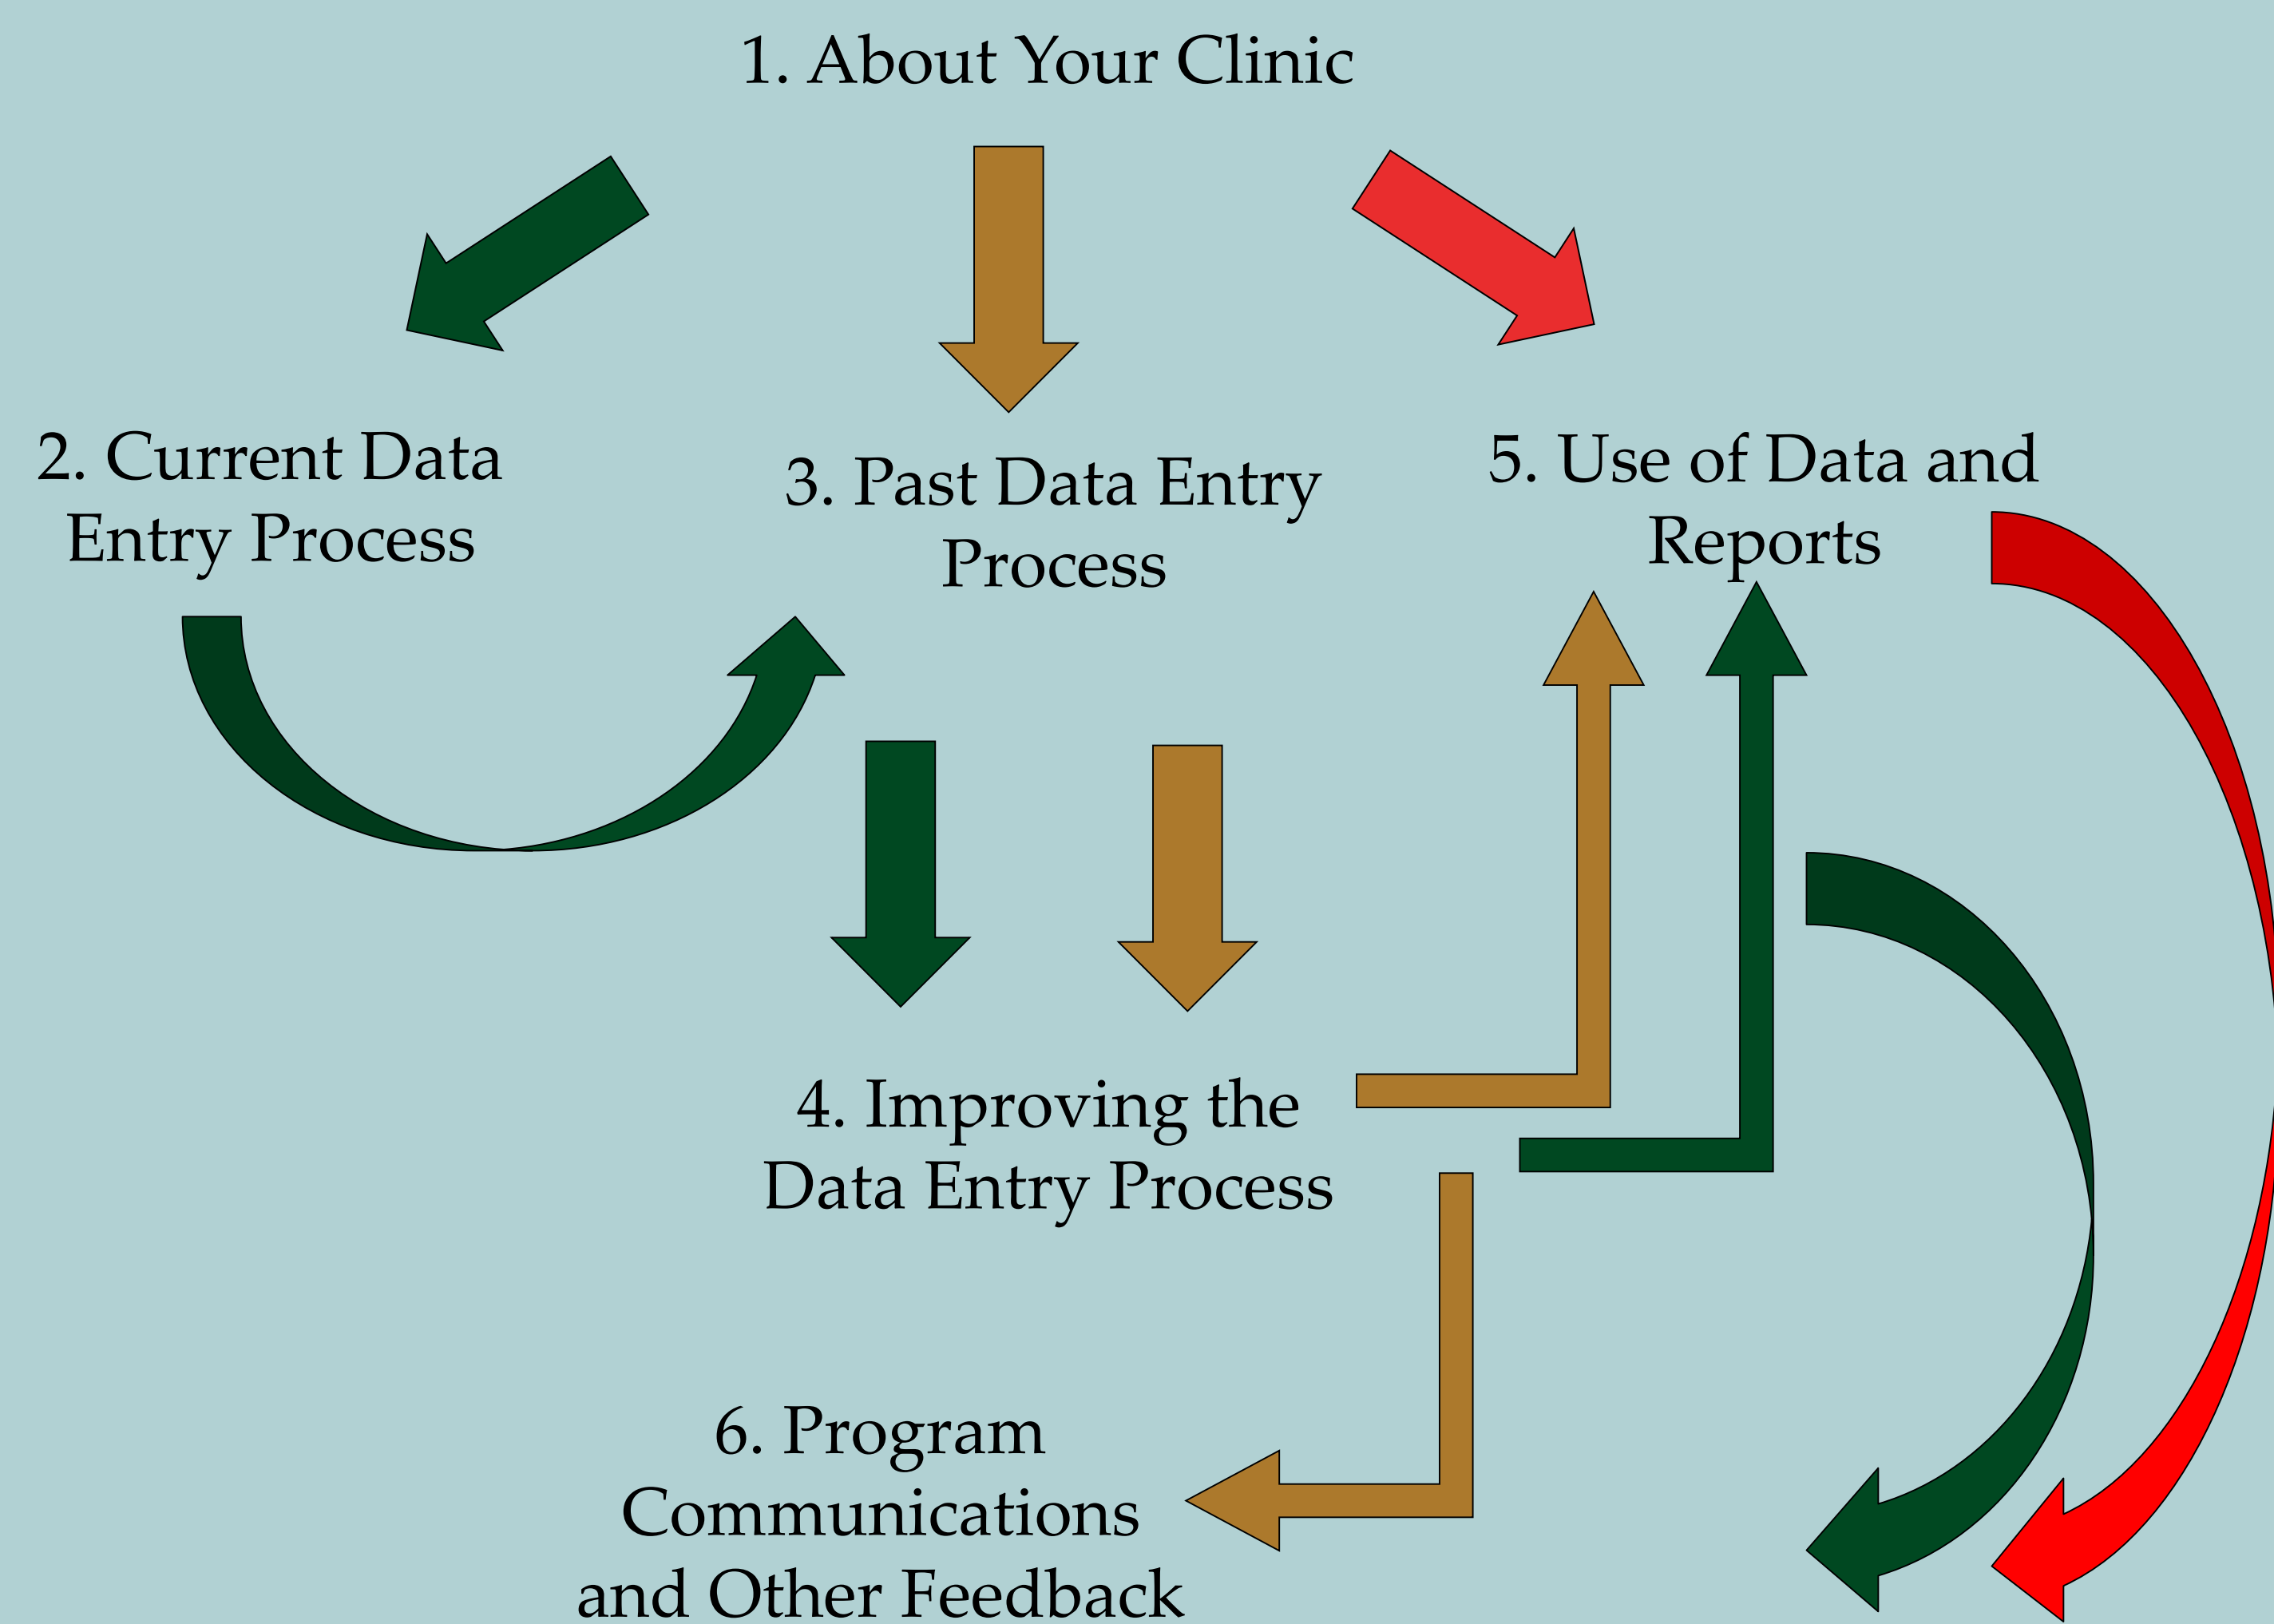 1. About Your Clinic
2. Current Data
Entry Process
3. Past Data Entry
Process
5. Use of Data and
Reports
4. Improving the
Data Entry Process
6. Program
Communications
and Other Feedback